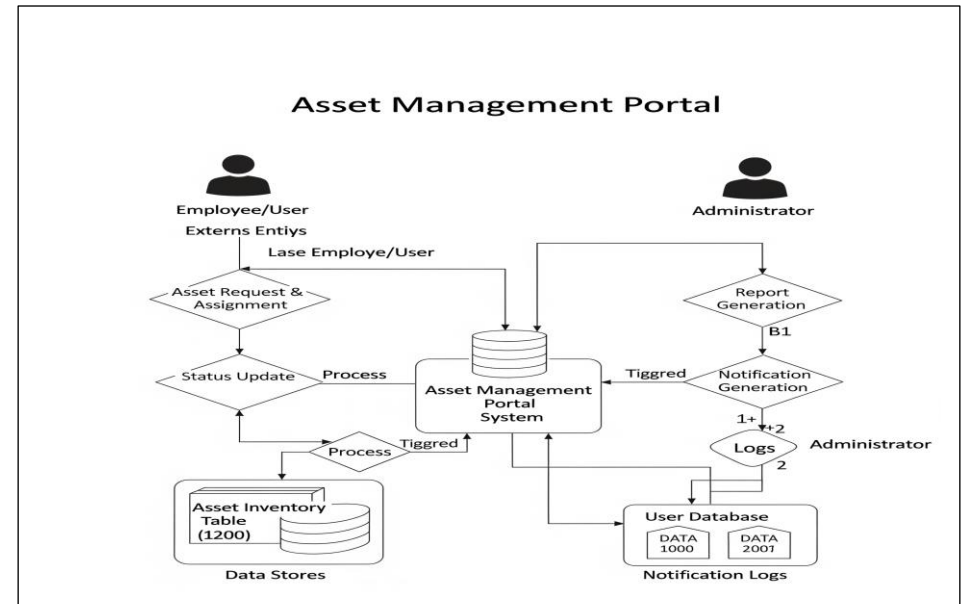 Asset Management Portal
Employee/User
Externs Entiys
Administrator
Lase Employe/User
Asset Request &
Assignment
Report
Generation
B1
Status Update
Process
Asset Management
Portal
System
Tiggred
Notification
Generation
1+
+2
Logs
Administrator
2
Process
Tiggred
Asset Inventory
Table
(1200)
Data Stores
User Database
DATA
1000
DATA
2001
Notification Logs